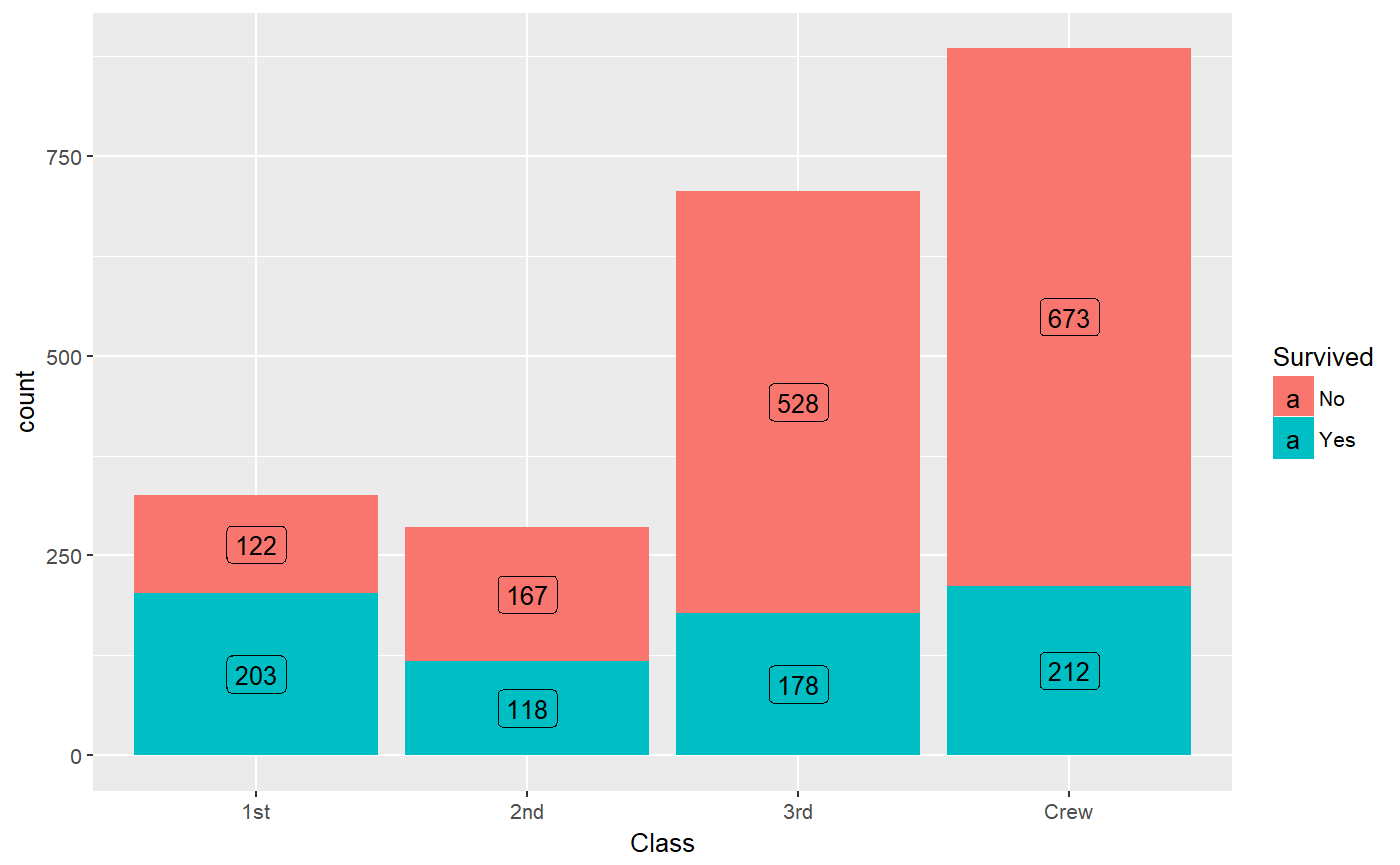 750
500
250
0
count
122
203
167
118
528
178
673
212
1st 2nd 3rd Crew
Class
Survived
a No
a Yes